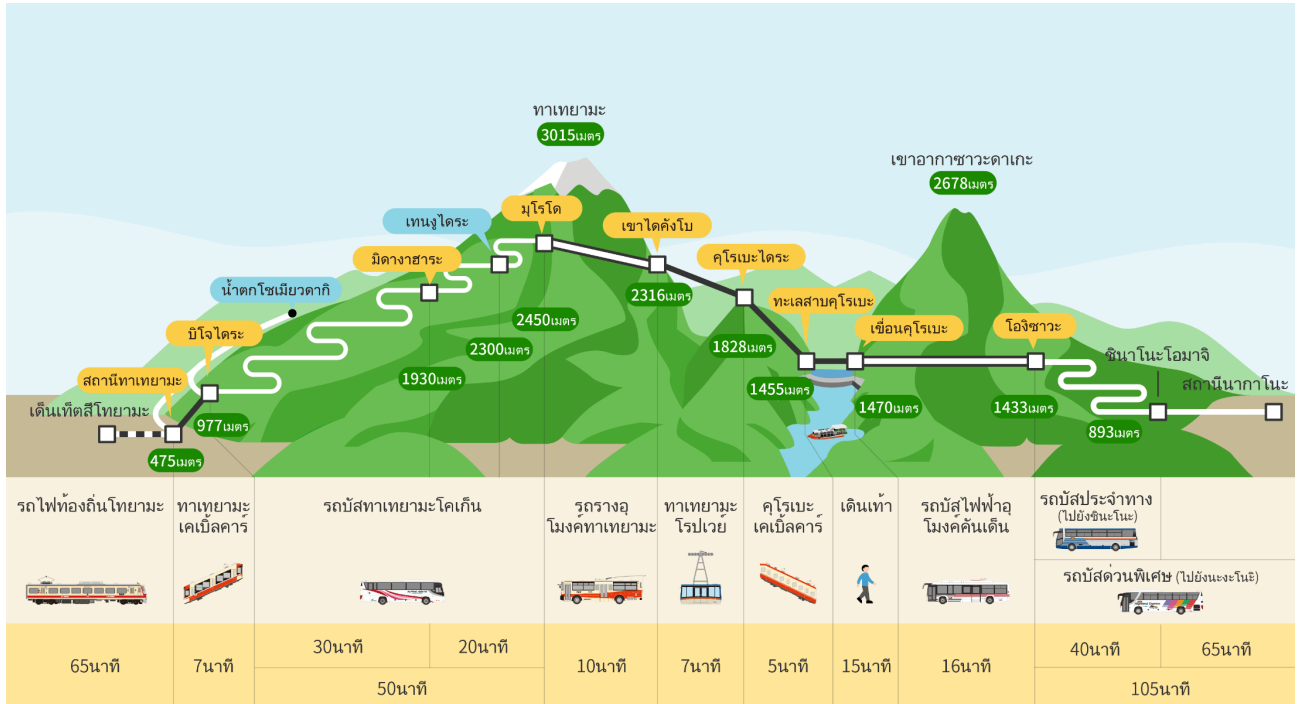 ทาเทยามะ
3015เมตร
เขาอากาซาวะดาเกะ
2678เมตร
มุโรโด
เทนงูไดระ
เขาไดคังโบ
มิดางาฮาระ
คุโรเบะไดระ
น้ำตกโชเมียวดากิ
ทะเลสาบคุโรเบะ
2316เมตร
2450เมตร
เขื่อนคุโรเบะ
โองิซาวะ
บิโจไดระ
2300เมตร
1828เมตร
ชินาโนะโอมาจิ
สถานีทาเทยามะ
1930เมตร
1455เมตร
สถานีนากาโนะ
เด็นเท็ตสึโทยามะ
977เมตร
1470เมตร
1433เมตร
893เมตร
475เมตร
รถไฟท้องถิ่นโทยามะ
ทาเทยามะ
เคเบิ้ลคาร์
รถบัสทาเทยามะโคเก็น
รถรางอุ
โมงค์ทาเทยามะ
ทาเทยามะ
โรปเวย์
คุโรเบะ
เคเบิ้ลคาร์
เดินเท้า
รถบัสไฟฟ้าอุ
โมงค์คันเด็น
รถบัสประจำทาง
(ไปยังชินะโนะ)
รถบัสด่วนพิเศษ (ไปยังนะงะโนะ)
65นาที
7นาที
30นาที
20นาที
50นาที
10นาที
7นาที
5นาที
15นาที
16นาที
40นาที
65นาที
105นาที